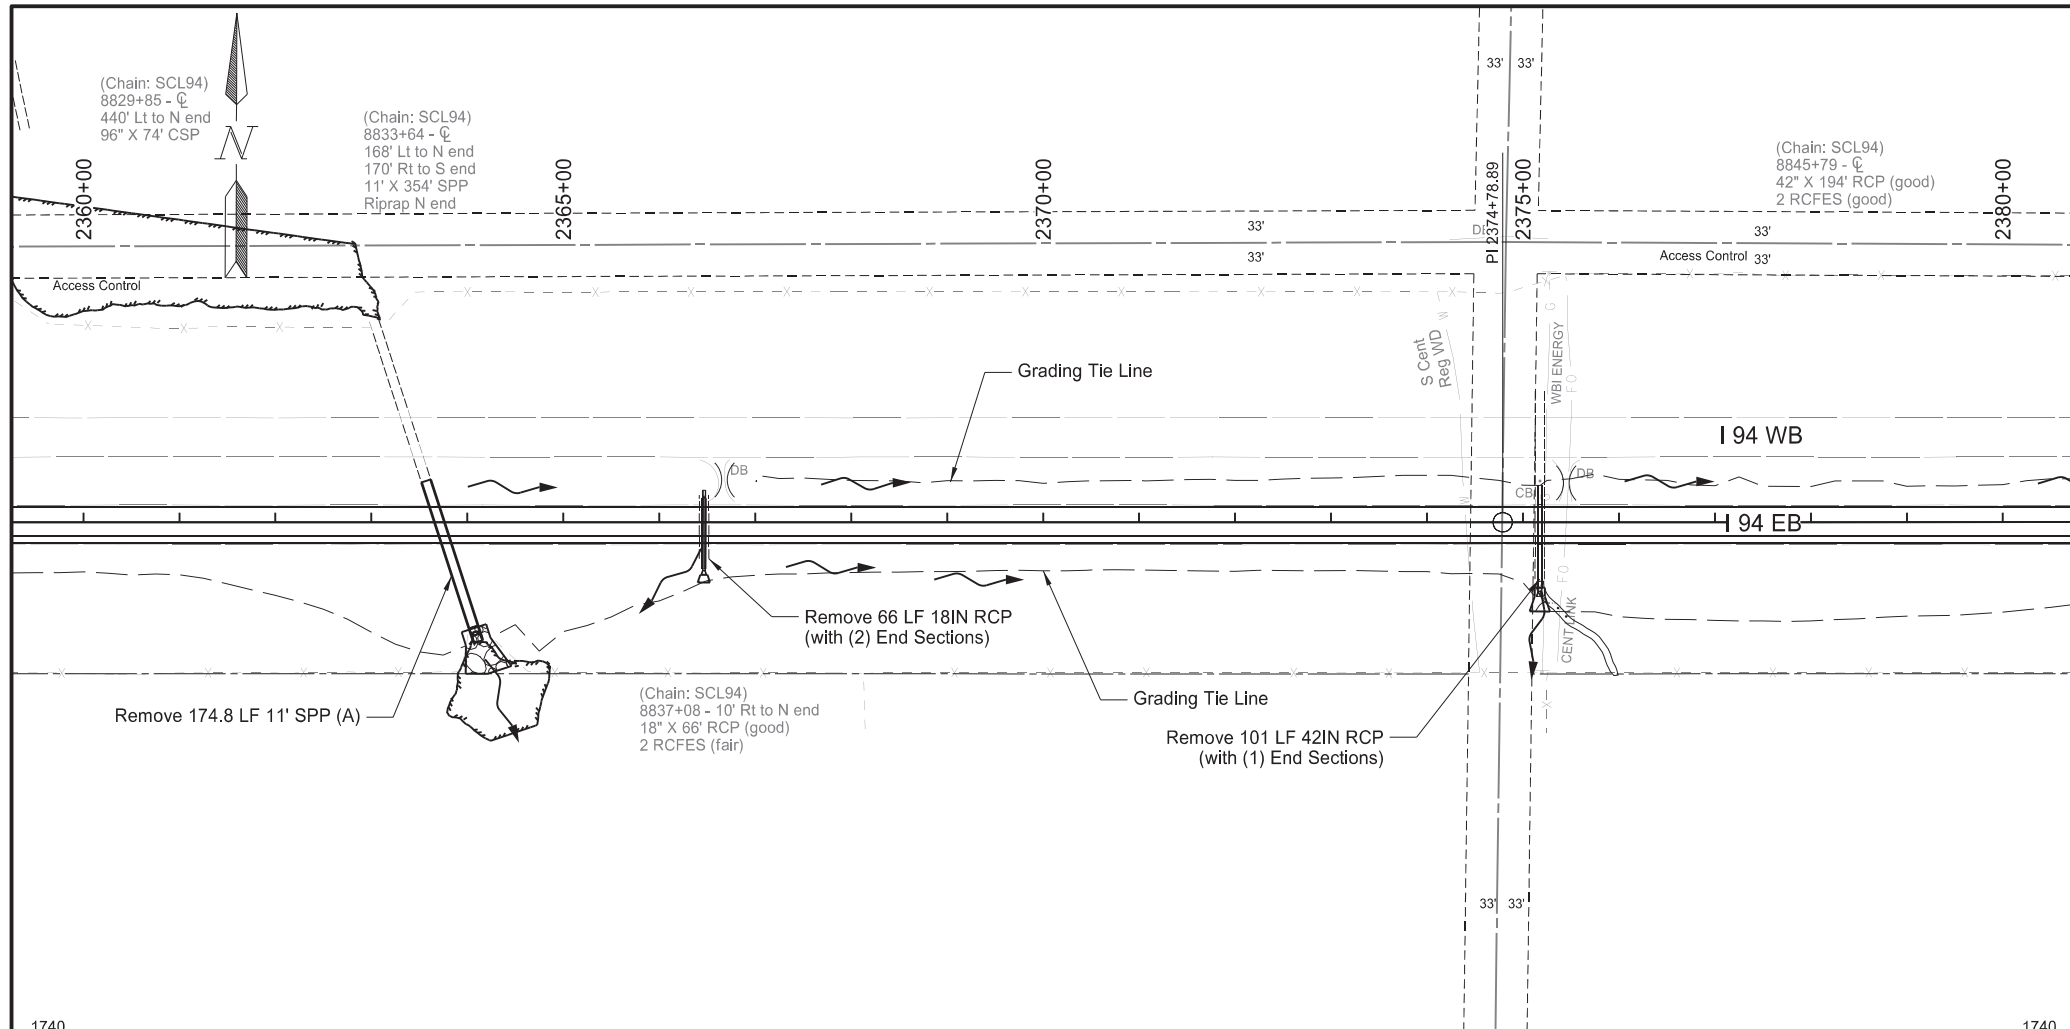 33' 33'
(Chain: SCL94)
8829+85 - ℄
440' Lt to N end
96" X 74' CSP
N
(Chain: SCL94)
8833+64 - ℄
168' Lt to N end
170' Rt to S end
11' X 354' SPP
Riprap N end
(Chain: SCL94)
8845+79 - ℄
42" X 194' RCP (good)
2 RCFES (good)
2360+00
2365+00
2370+00
PI 2374+78.89
2375+00
2380+00
33'
33'
33'
33'
Access Control
Access Control
S Cent
Reg WD
W
G
WBI ENERGY
FO
Grading Tie Line
I 94 WB
DB
DB
CB
I 94 EB
W
FO
CENT LINK
Remove 66 LF 18IN RCP
(with (2) End Sections)
Grading Tie Line
Remove 174.8 LF 11' SPP (A)
(Chain: SCL94)
8837+08 - 10' Rt to N end
18" X 66' RCP (good)
2 RCFES (fair)
Remove 101 LF 42IN RCP
(with (1) End Sections)
33' 33'
1740
1740